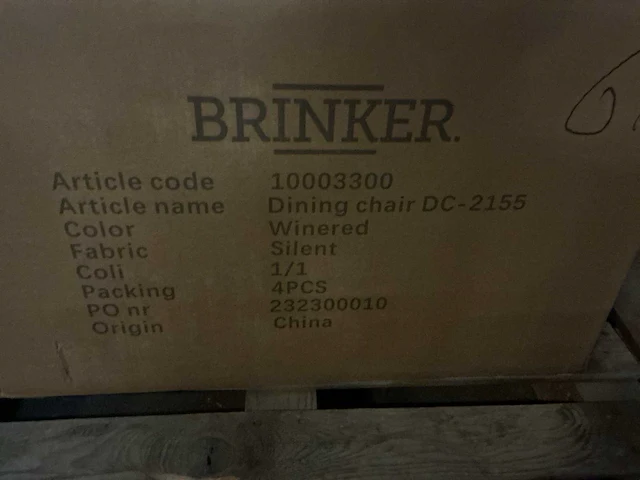 BRINKER.
Article code 10003300
Article name Dining chair DC-2155
Color Winered
Fabric Silent
Coli 1/1
Packing 4PCS
PO nr 232300010
Origin China